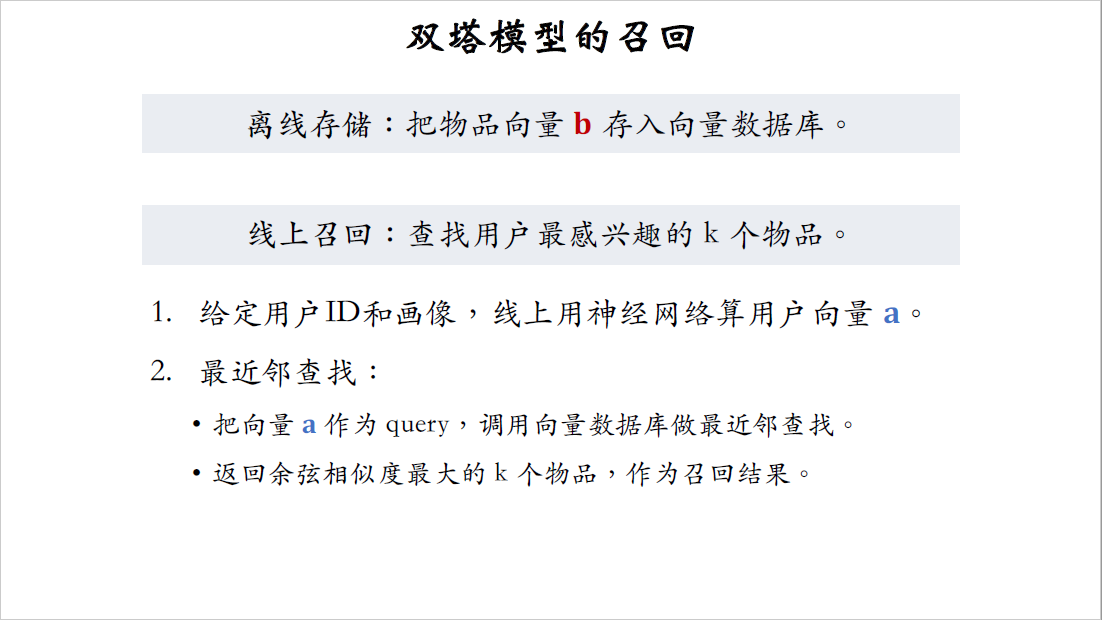 双塔模型的召回
离线存储：把物品向量 b 存入向量数据库。
线上召回：查找用户最感兴趣的 k 个物品。
1. 给定用户ID和画像，线上用神经网络算用户向量 a。
2. 最近邻查找：
• 把向量 a 作为 query，调用向量数据库做最近邻查找。
• 返回余弦相似度最大的 k 个物品，作为召回结果。